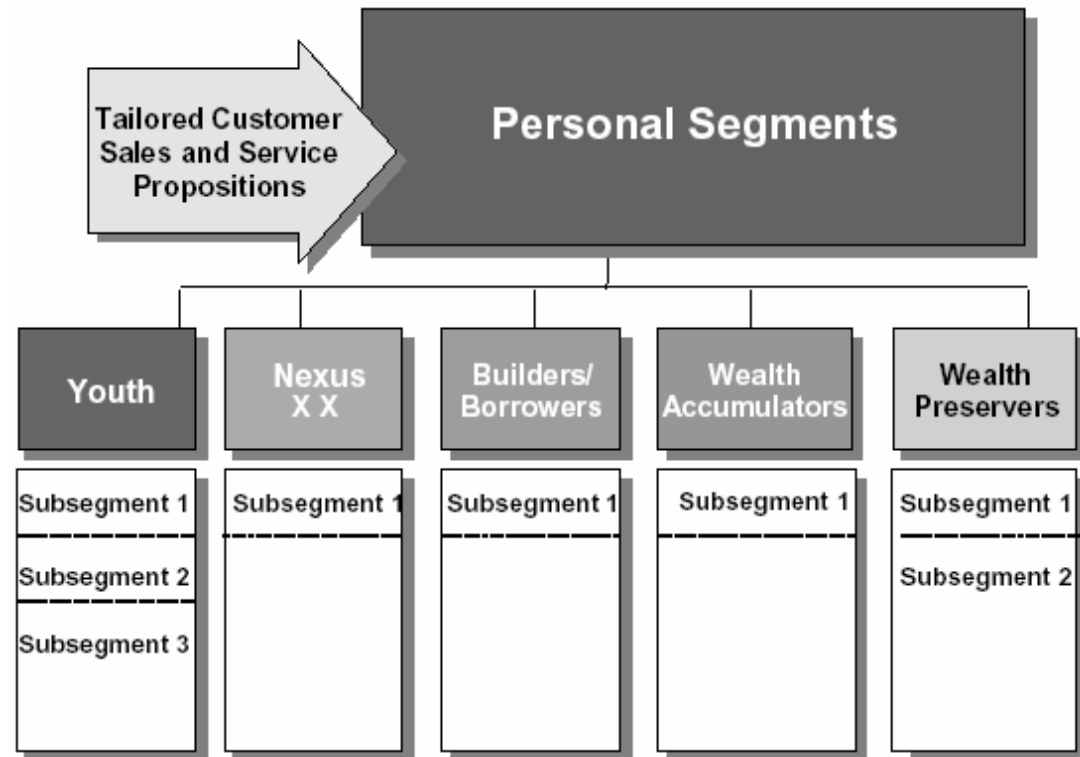 Tailored Customer
Sales and Service
Propositions
Personal Segments
Youth
Nexus
X X
Builders/
Borrowers
Wealth
Accumulators
Wealth
Preservers
Subsegment 1
Subsegment 2
Subsegment 3
Subsegment 1
Subsegment 1
Subsegment 1
Subsegment 1
Subsegment 2